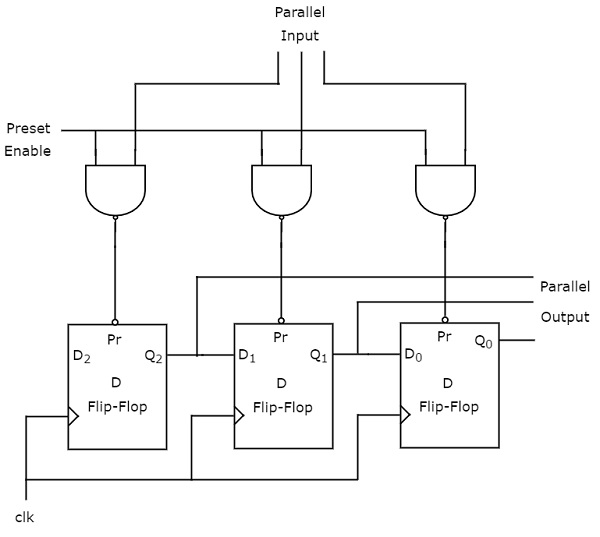 Parallel
Input
Preset
Enable
Parallel
Output
Pr
Pr
Pr
D₂ Q₂
D₁ Q₁
D₀ Q₀
D
Flip-Flop
D
Flip-Flop
D
Flip-Flop
clk